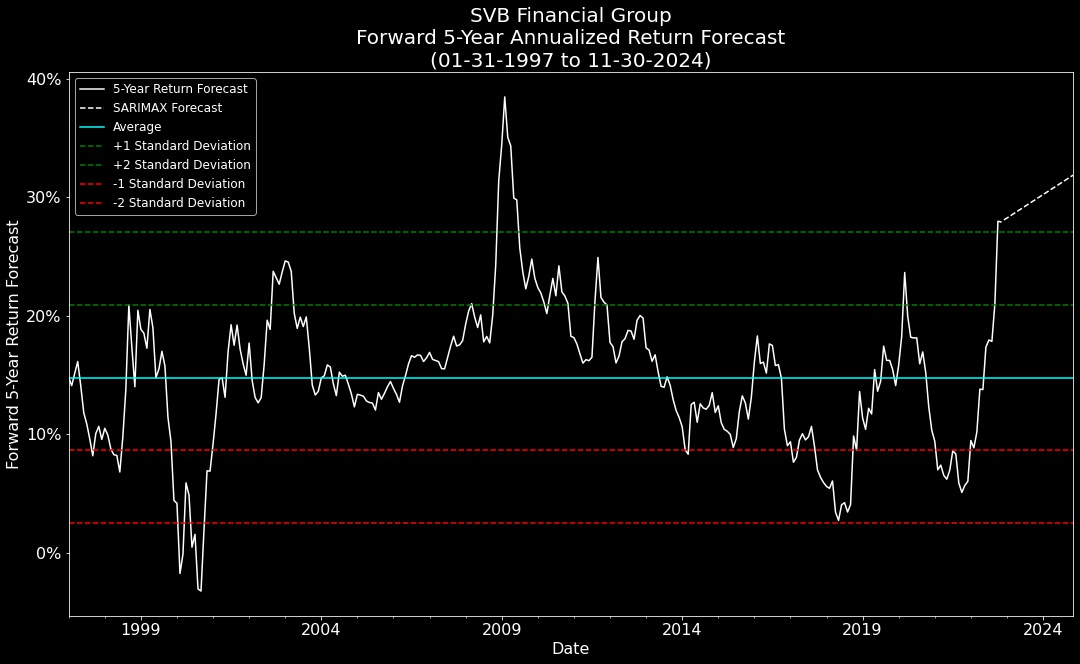 SVB Financial Group
Forward 5-Year Annualized Return Forecast
(01-31-1997 to 11-30-2024)
5-Year Return Forecast
SARIMAX Forecast
Average
+1 Standard Deviation
+2 Standard Deviation
-1 Standard Deviation
-2 Standard Deviation
Forward 5-Year Return Forecast
40%
30%
20%
10%
0%
1999 2004 2009 2014 2019 2024
Date